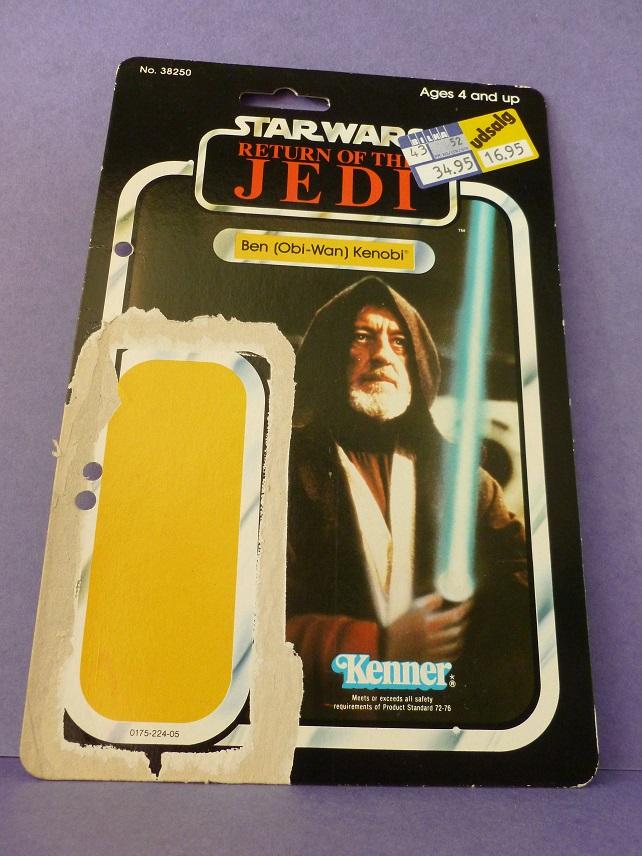 No. 38250
Ages 4 and up
STAR WARS
RETURN OF THE
JEDI
BILKA
43
52
34.95
udsalg
16.95
TM
Ben (Obi-Wan) Kenobi
Kenner®
Meets or exceeds all safety
requirements of Product Standard 72-76
0175-224-05